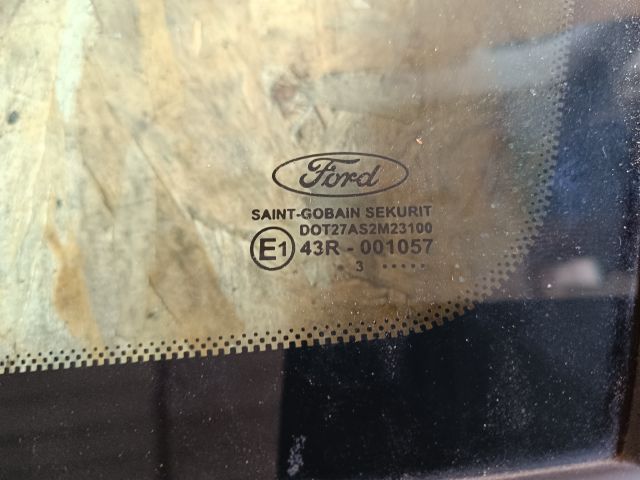 Ford
SAINT-GOBAIN SEKURIT
DOT27AS2M23100
E1 43R - 001057
3 ·····